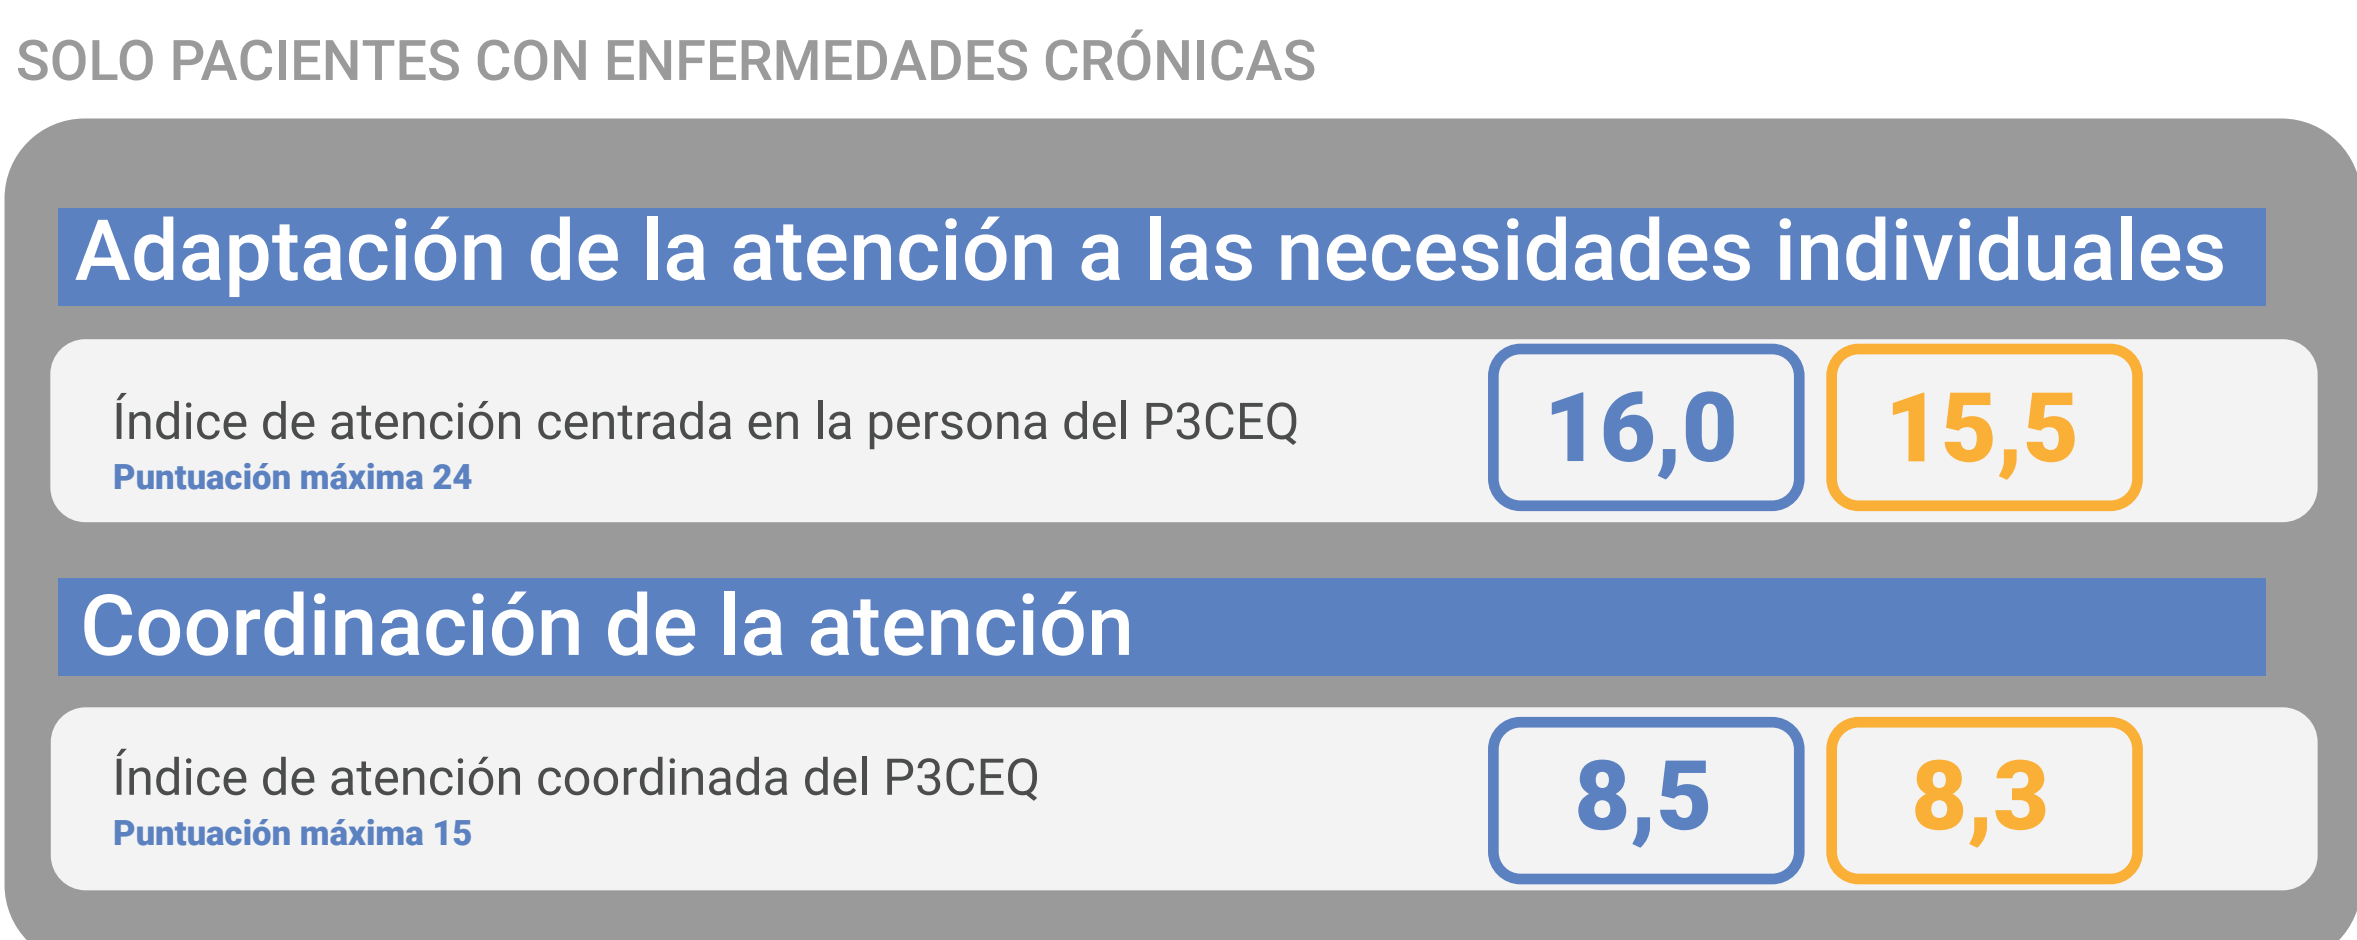 SOLO PACIENTES CON ENFERMEDADES CRÓNICAS
Adaptación de la atención a las necesidades individuales
Índice de atención centrada en la persona del P3CEQ
Puntuación máxima 24
16,0
15,5
Coordinación de la atención
Índice de atención coordinada del P3CEQ
Puntuación máxima 15
8,5
8,3